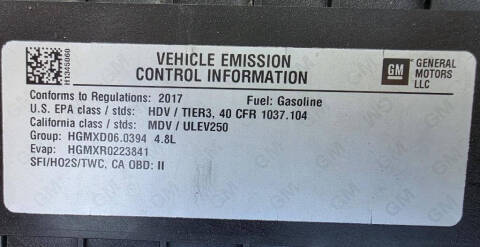 11345060
VEHICLE EMISSION
CONTROL INFORMATION
GM GENERAL
MOTORS
LLC
Conforms to Regulations: 2017 Fuel: Gasoline
U.S. EPA class / stds: HDV / TIER3, 40 CFR 1037.104
California class / stds: MDV / ULEV250
Group: HGMXD06.0394 4.8L
Evap: HGMXR0223841
SFI/HO2S/TWC, CA OBD: II